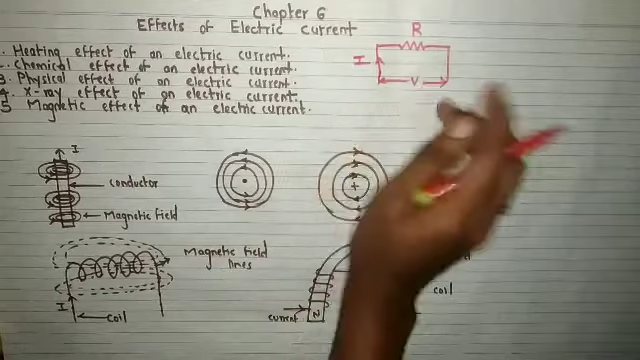 Chapter 6
Effects of Electric Current
. Heating effect of an electric current.
. Chemical effect of an electric current.
3. Physical effect of an electric current.
4. X-ray effect of an electric current
5. Magnetic effect of an electric current.
R
I
V
I
conductor
Magnetic field
Magnetic field
lines
coil
I
coil
current
N